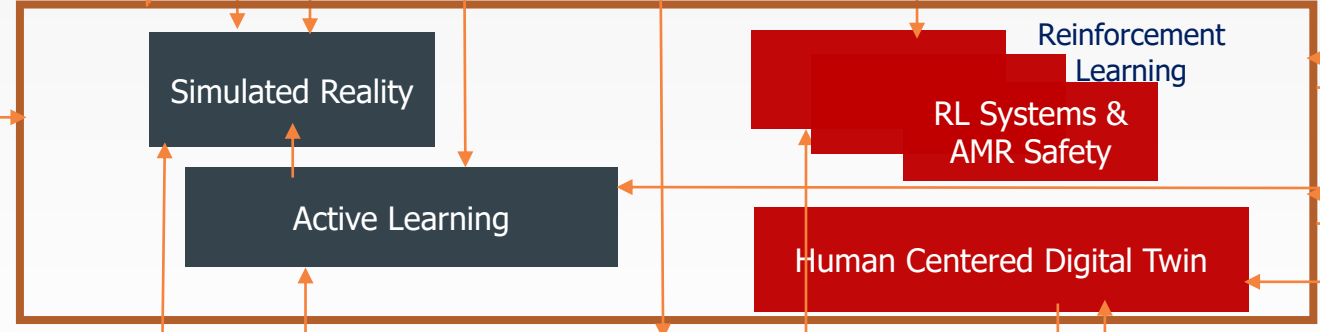 Simulated Reality
Active Learning
Reinforcement
Learning
RL Systems &
AMR Safety
Human Centered Digital Twin